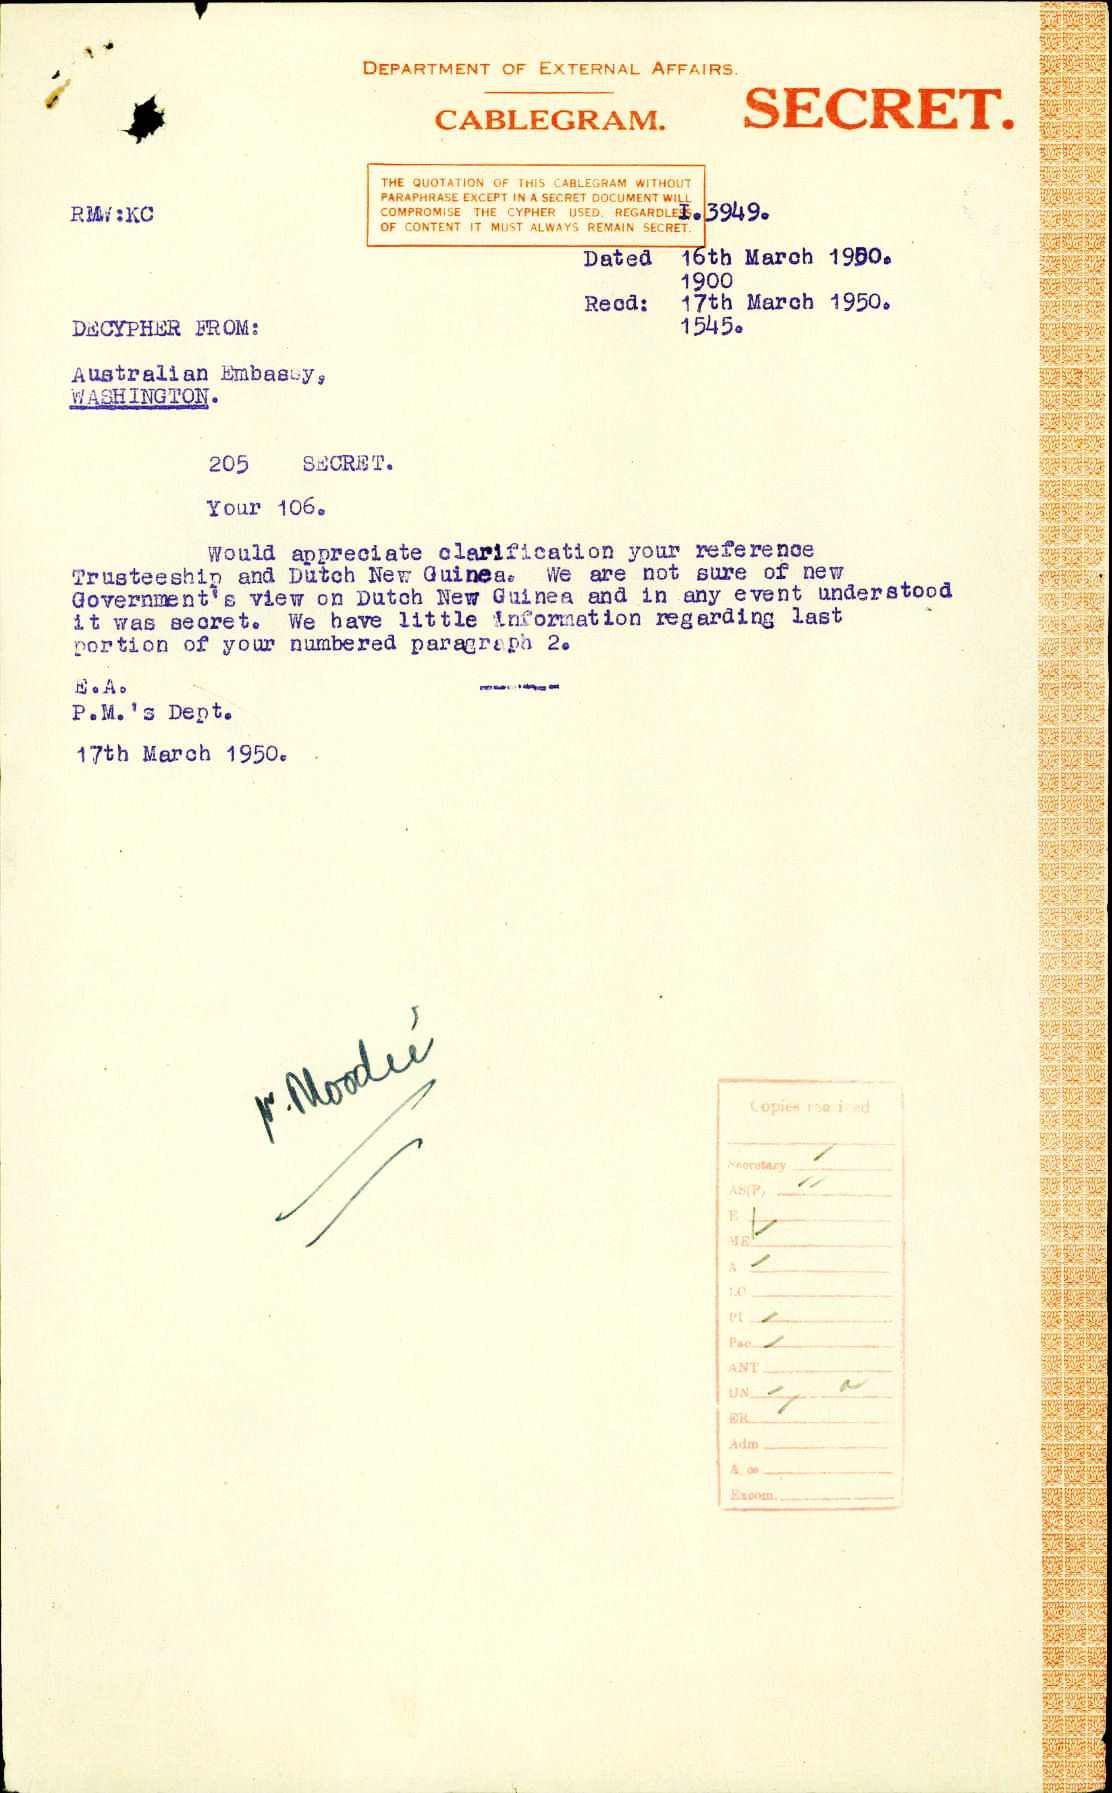 DEPARTMENT OF EXTERNAL AFFAIRS.
CABLEGRAM.
SECRET.
THE QUOTATION OF THIS CABLEGRAM WITHOUT
PARAPHRASE EXCEPT IN A SECRET DOCUMENT WILL
COMPROMISE THE CYPHER USED. REGARDLESS
OF CONTENT IT MUST ALWAYS REMAIN SECRET.
RMW:KC
I.3949.
Dated 16th March 1950.
1900
Recd: 17th March 1950.
1545.
DECYPHER FROM:
Australian Embassy,
WASHINGTON.
205 SECRET.
Your 106.
Would appreciate clarification your reference
Trusteeship and Dutch New Guinea. We are not sure of new
Government's view on Dutch New Guinea and in any event understood
it was secret. We have little information regarding last
portion of your numbered paragraph 2.
E.A.
P.M.'s Dept.
17th March 1950.
Moodie
Copies
Secretary
AS(P)
E
ME
A
LC
Pac
ANT
UN
ER
Adm